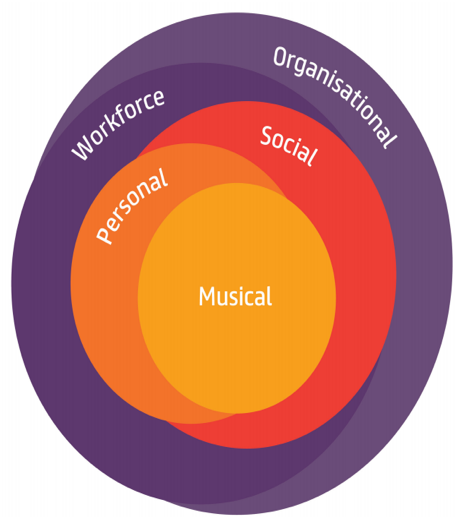 Organisational
Workforce
Social
Personal
Musical